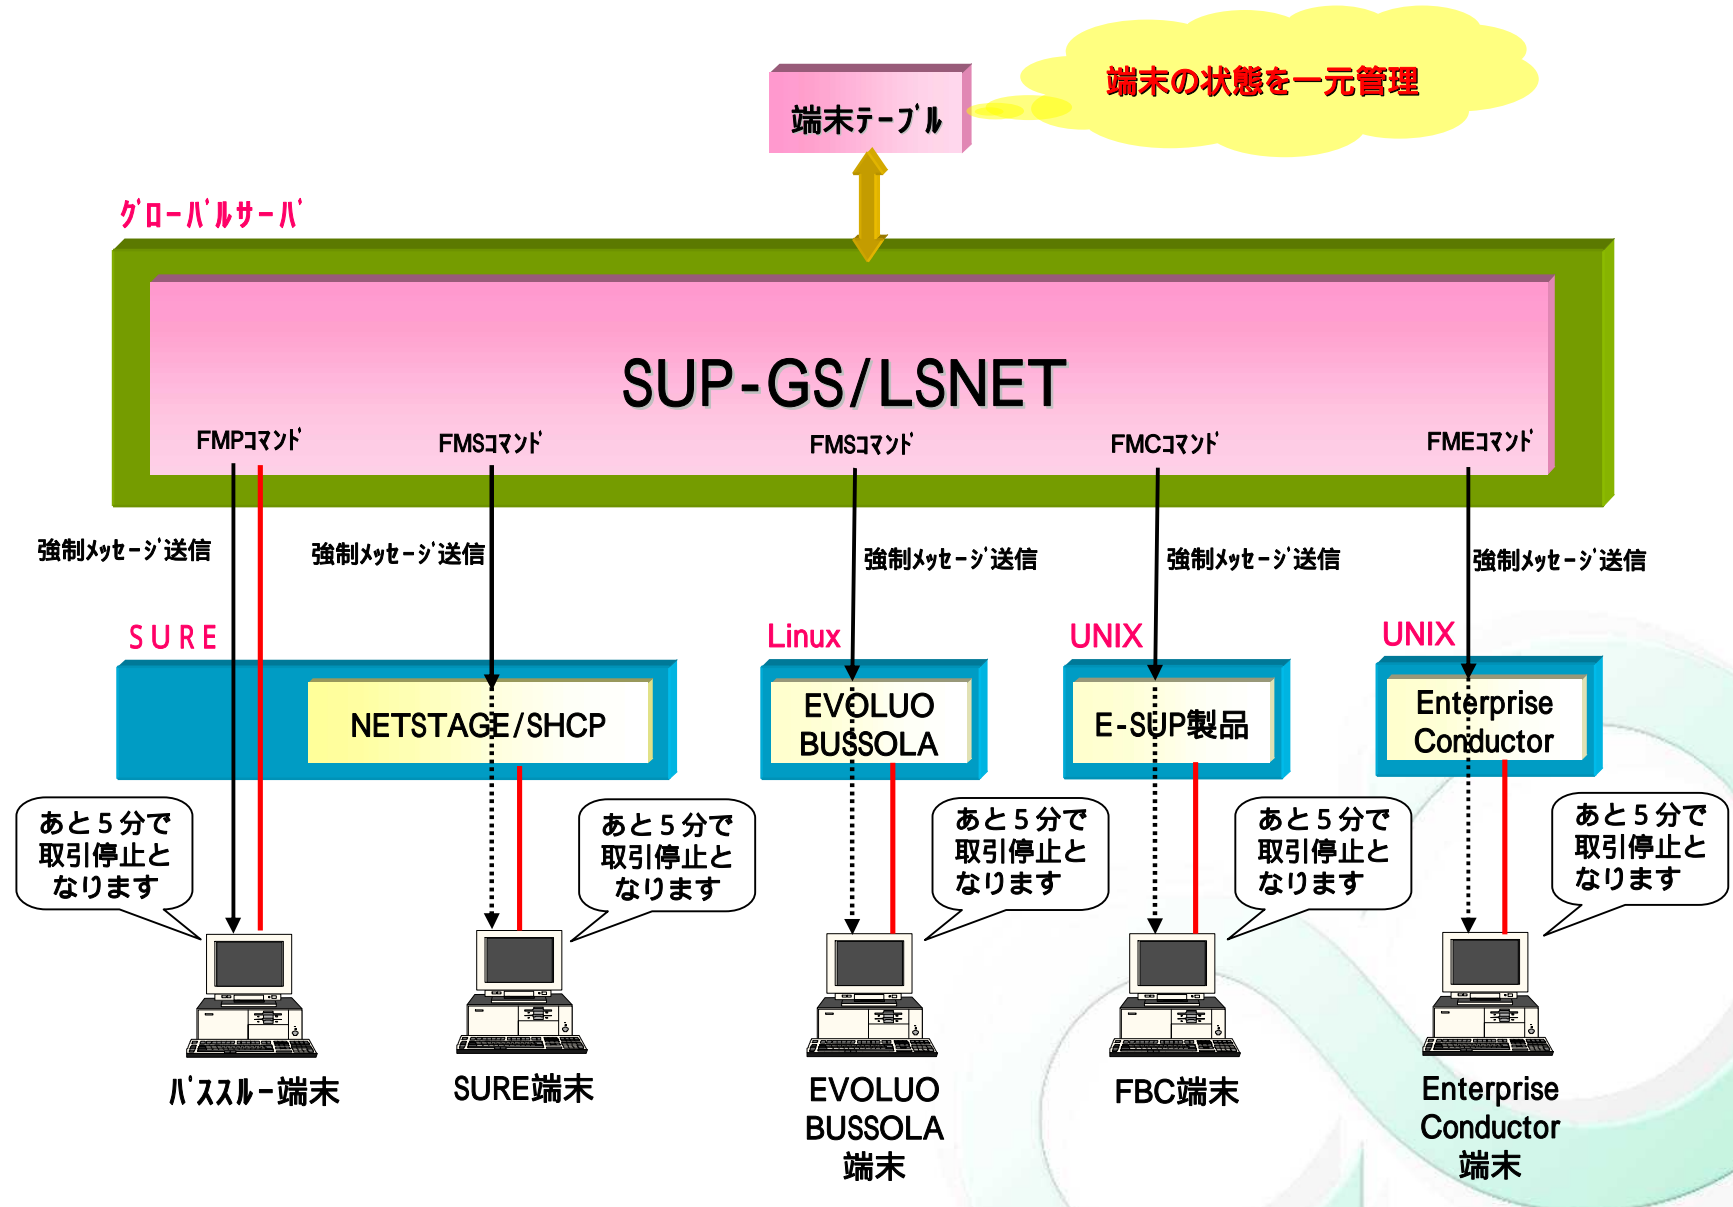 端末の状態を一元管理
端末ﾃｰﾌﾞﾙ
ｸﾞﾛｰﾊﾞﾙｻｰﾊﾞ
SUP-GS/LSNET
FMPｺﾏﾝﾄﾞ
FMSｺﾏﾝﾄﾞ
FMSｺﾏﾝﾄﾞ
FMCｺﾏﾝﾄﾞ
FMEｺﾏﾝﾄﾞ
強制ﾒｯｾｰｼﾞ送信
強制ﾒｯｾｰｼﾞ送信
強制ﾒｯｾｰｼﾞ送信
強制ﾒｯｾｰｼﾞ送信
強制ﾒｯｾｰｼﾞ送信
ＳＵＲＥ
Linux
UNIX
UNIX
NETSTAGE/SHCP
EVOLUO
BUSSOLA
E-SUP製品
Enterprise
Conductor
あと５分で
取引停止と
なります
あと５分で
取引停止と
なります
あと５分で
取引停止と
なります
あと５分で
取引停止と
なります
あと５分で
取引停止と
なります
ﾊﾟｽｽﾙｰ端末
SURE端末
EVOLUO
BUSSOLA
端末
FBC端末
Enterprise
Conductor
端末